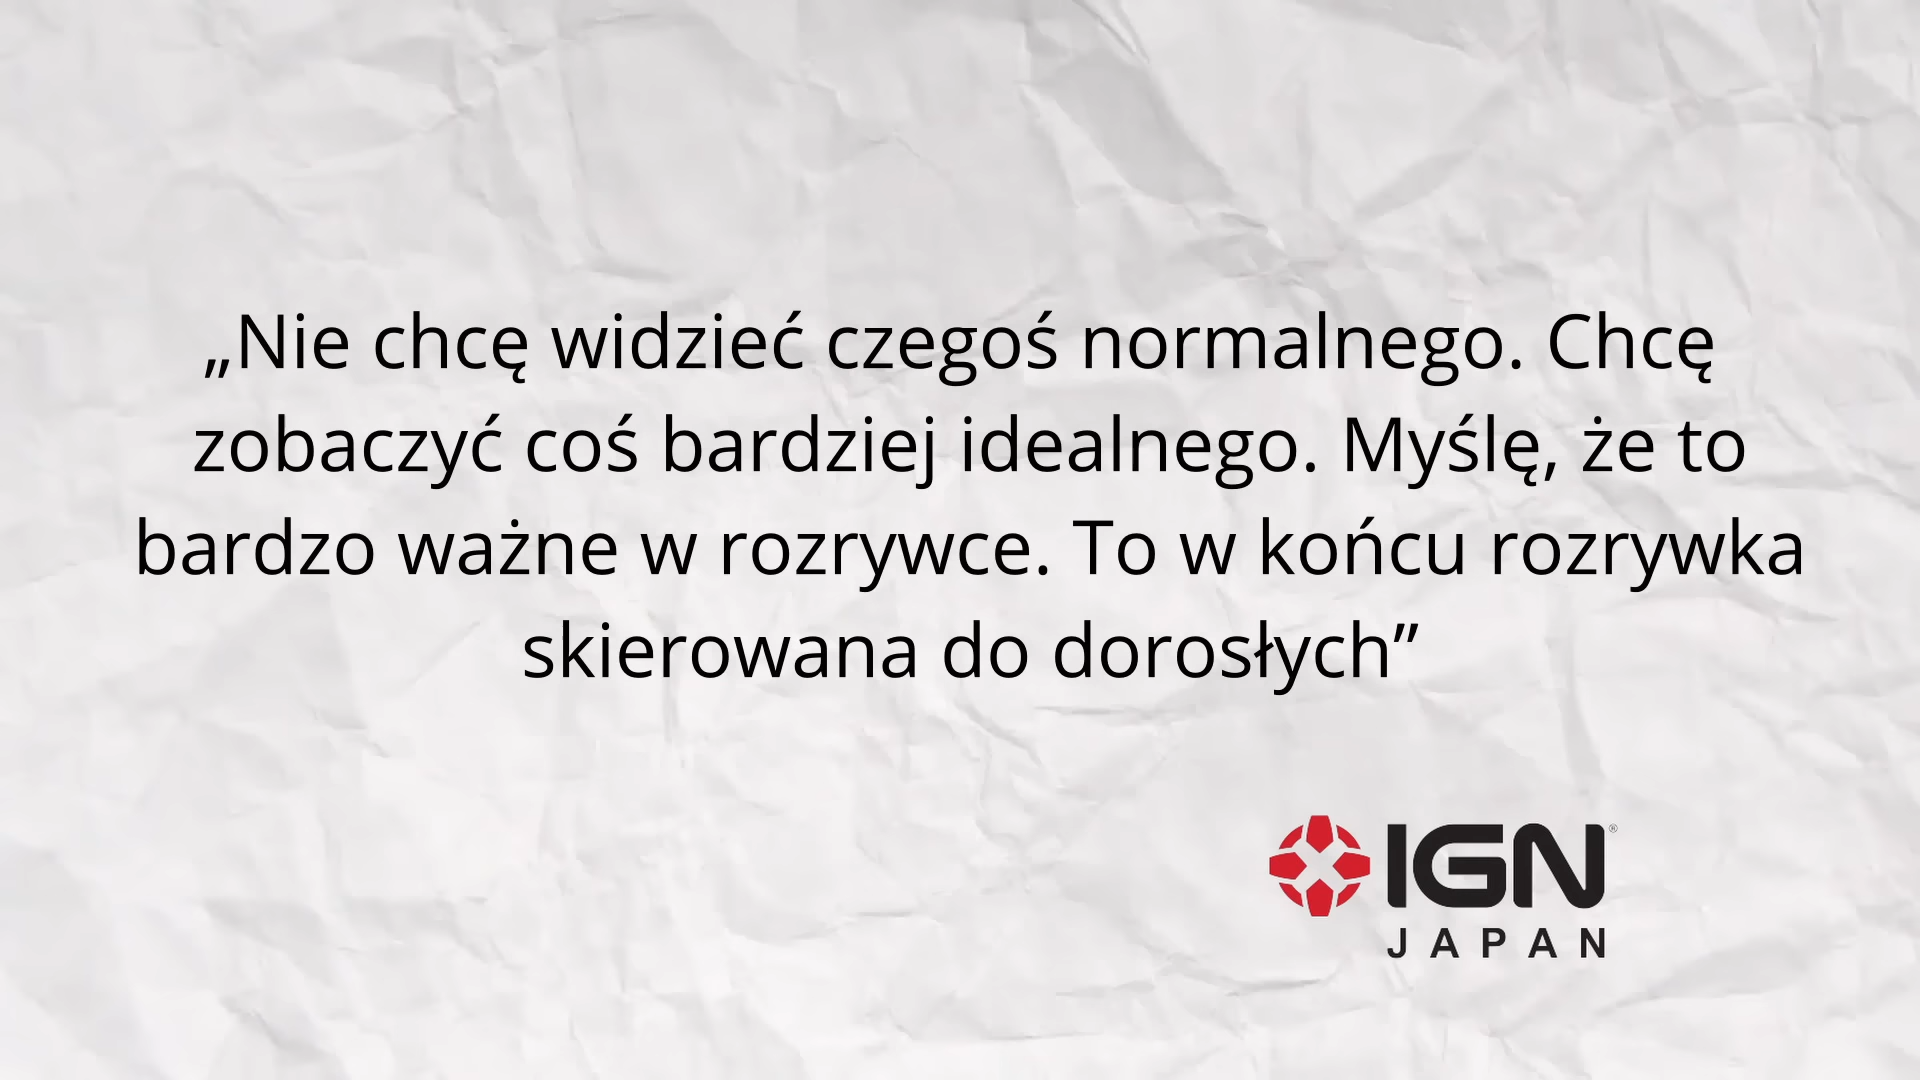 „Nie chcę widzieć czegoś normalnego. Chcę
zobaczyć coś bardziej idealnego. Myślę, że to
bardzo ważne w rozrywce. To w końcu rozrywka
skierowana do dorosłych”
IGN®
JAPAN